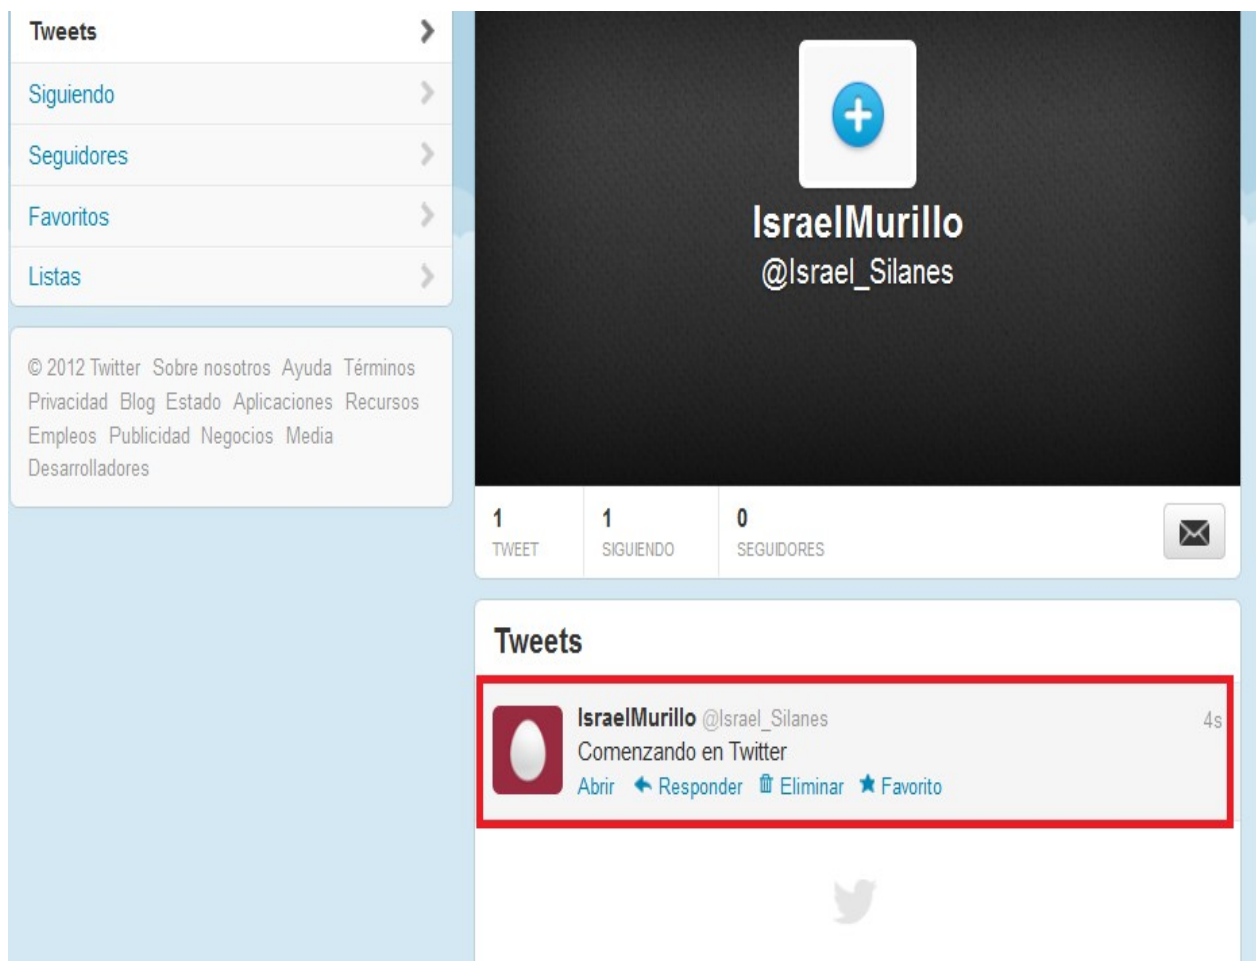 Tweets
Siguiendo
Seguidores
Favoritos
Listas
© 2012 Twitter Sobre nosotros Ayuda Términos
Privacidad Blog Estado Aplicaciones Recursos
Empleos Publicidad Negocios Media
Desarrolladores
IsraelMurillo
@Israel_Silanes
1 1 0
TWEET SIGUIENDO SEGUIDORES
Tweets
IsraelMurillo @Israel_Silanes 4s
Comenzando en Twitter
Abrir Responder Eliminar Favorito